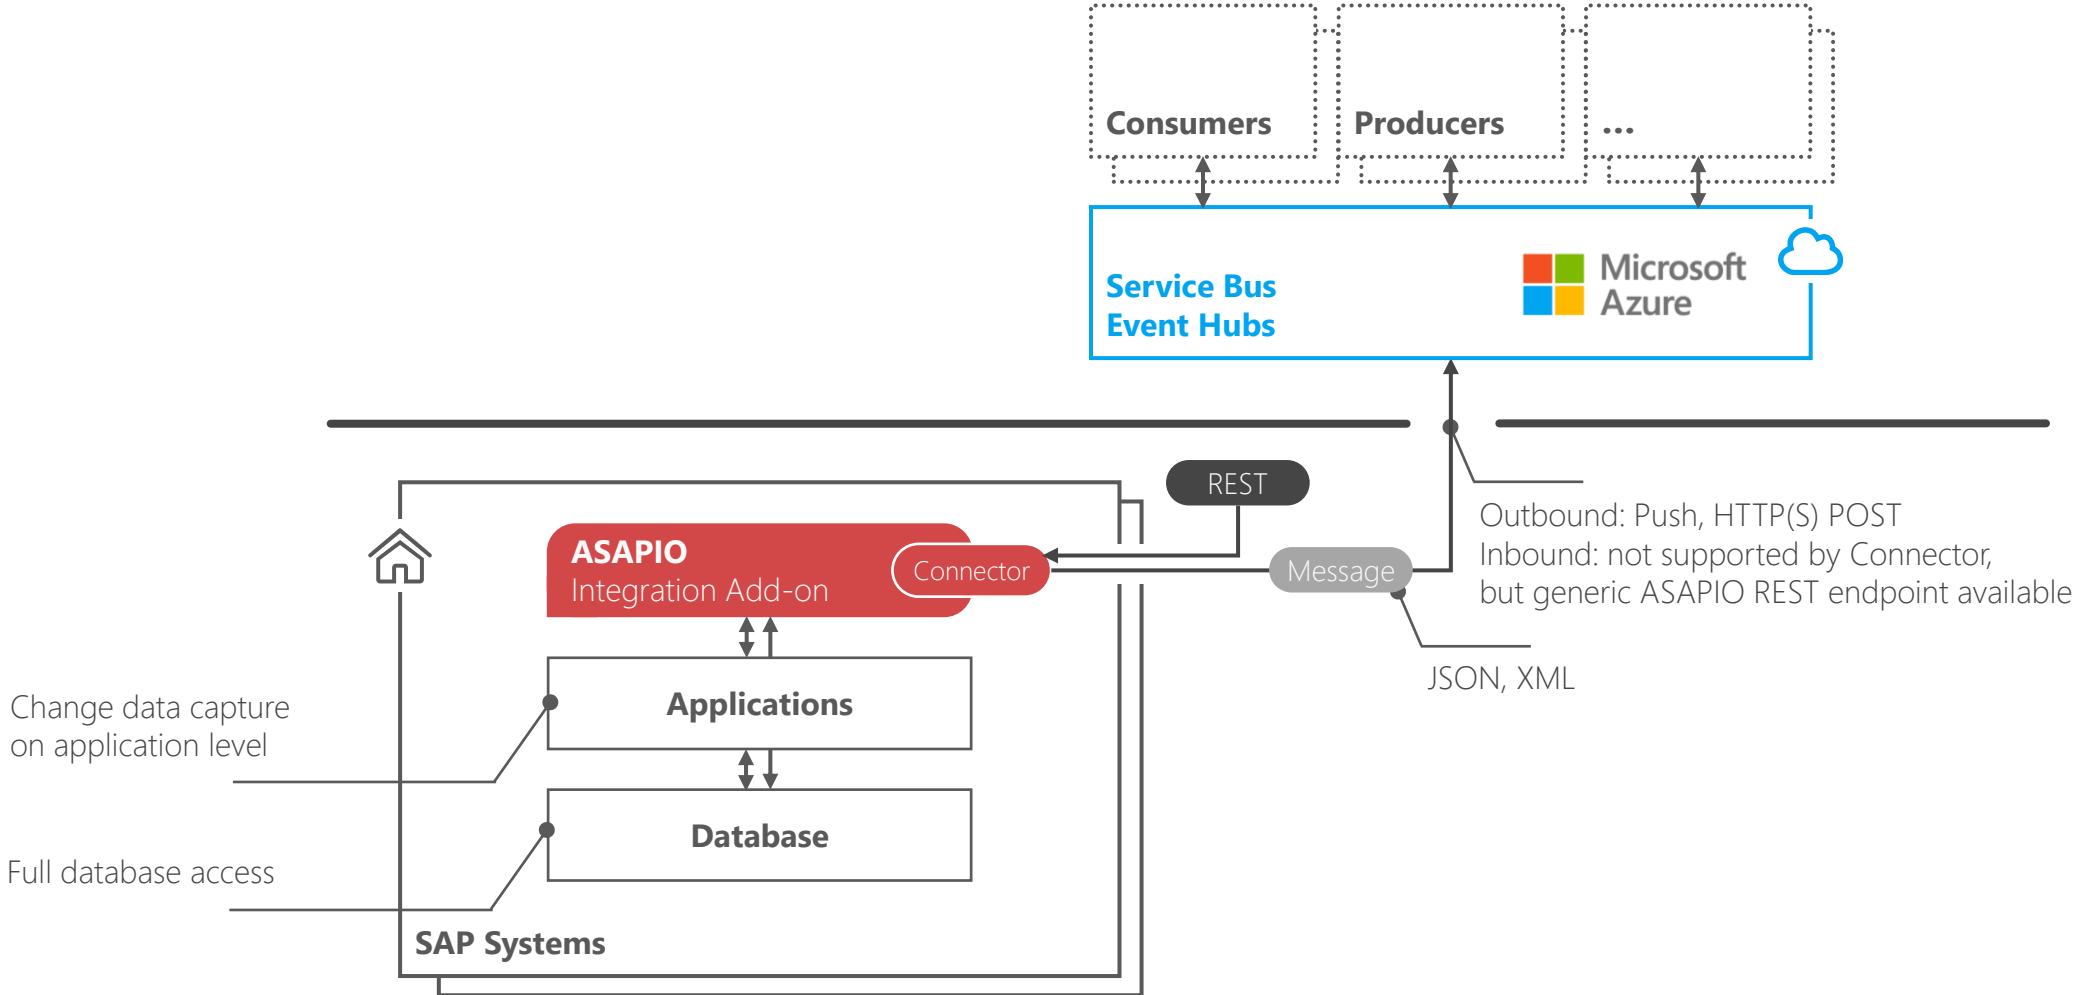 Consumers
Producers
...
Service Bus
Event Hubs
Microsoft
Azure
REST
Outbound: Push, HTTP(S) POST
Inbound: not supported by Connector,
but generic ASAPIO REST endpoint available
ASAPIO
Integration Add-on
Connector
Message
JSON, XML
Applications
Change data capture
on application level
Database
Full database access
SAP Systems